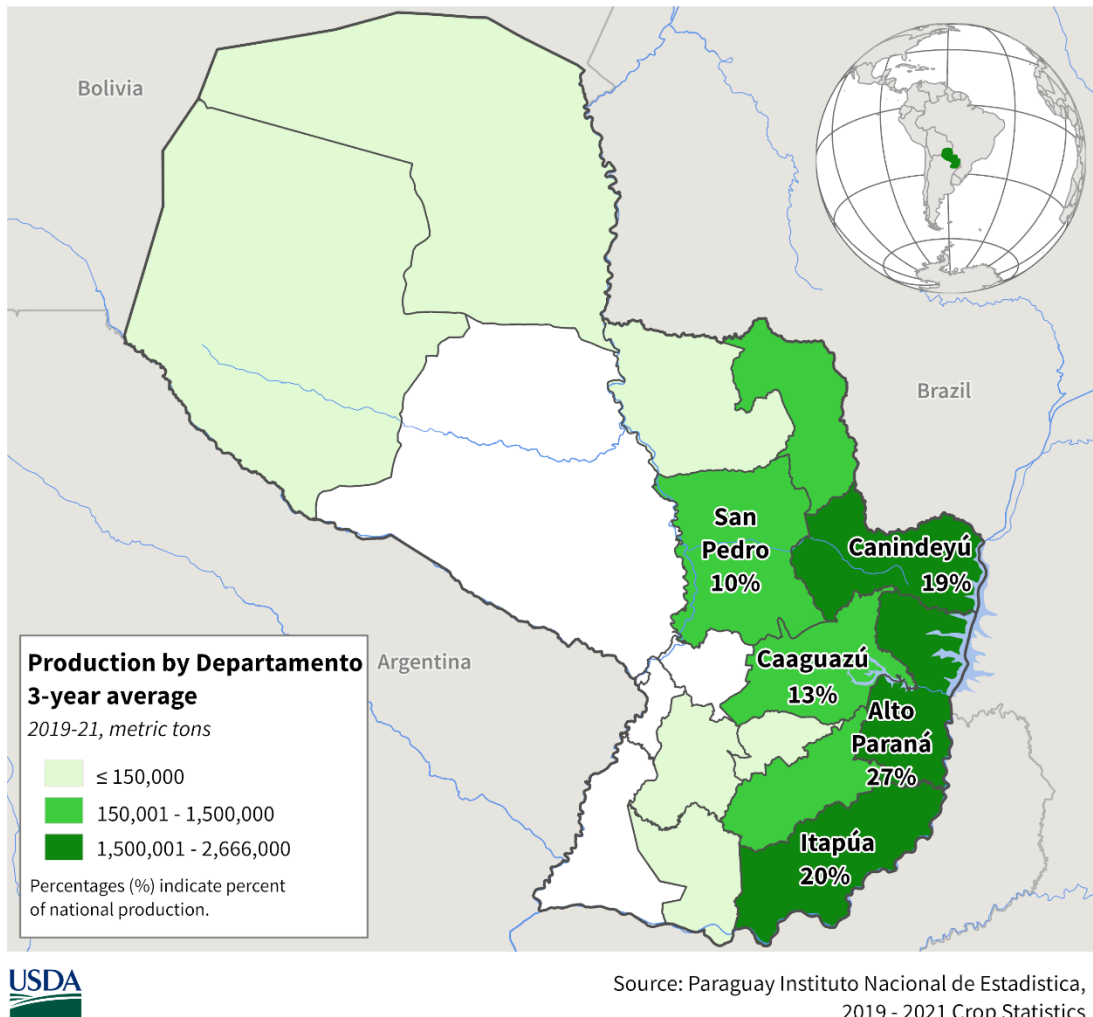 Bolivia
Brazil
San
Pedro
10%
Canindeyú
19%
Caaguazú
13%
Alto
Paraná
27%
Itapúa
20%
Argentina
Production by Departamento
3-year average
2019-21, metric tons
≤ 150,000
150,001 - 1,500,000
1,500,001 - 2,666,000
Percentages (%) indicate percent
of national production.
USDA
Source: Paraguay Instituto Nacional de Estadistica,
2019 - 2021 Crop Statistics